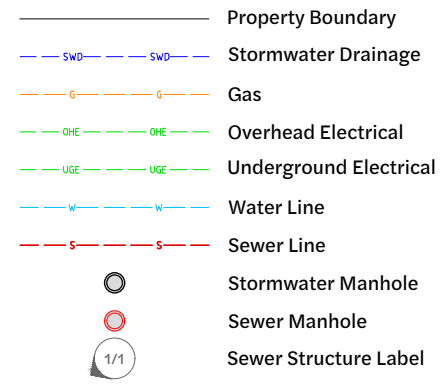 Property Boundary
SWD SWD Stormwater Drainage
G G Gas
OHE OHE Overhead Electrical
UGE UGE Underground Electrical
W W Water Line
S S Sewer Line
Stormwater Manhole
Sewer Manhole
1/1 Sewer Structure Label